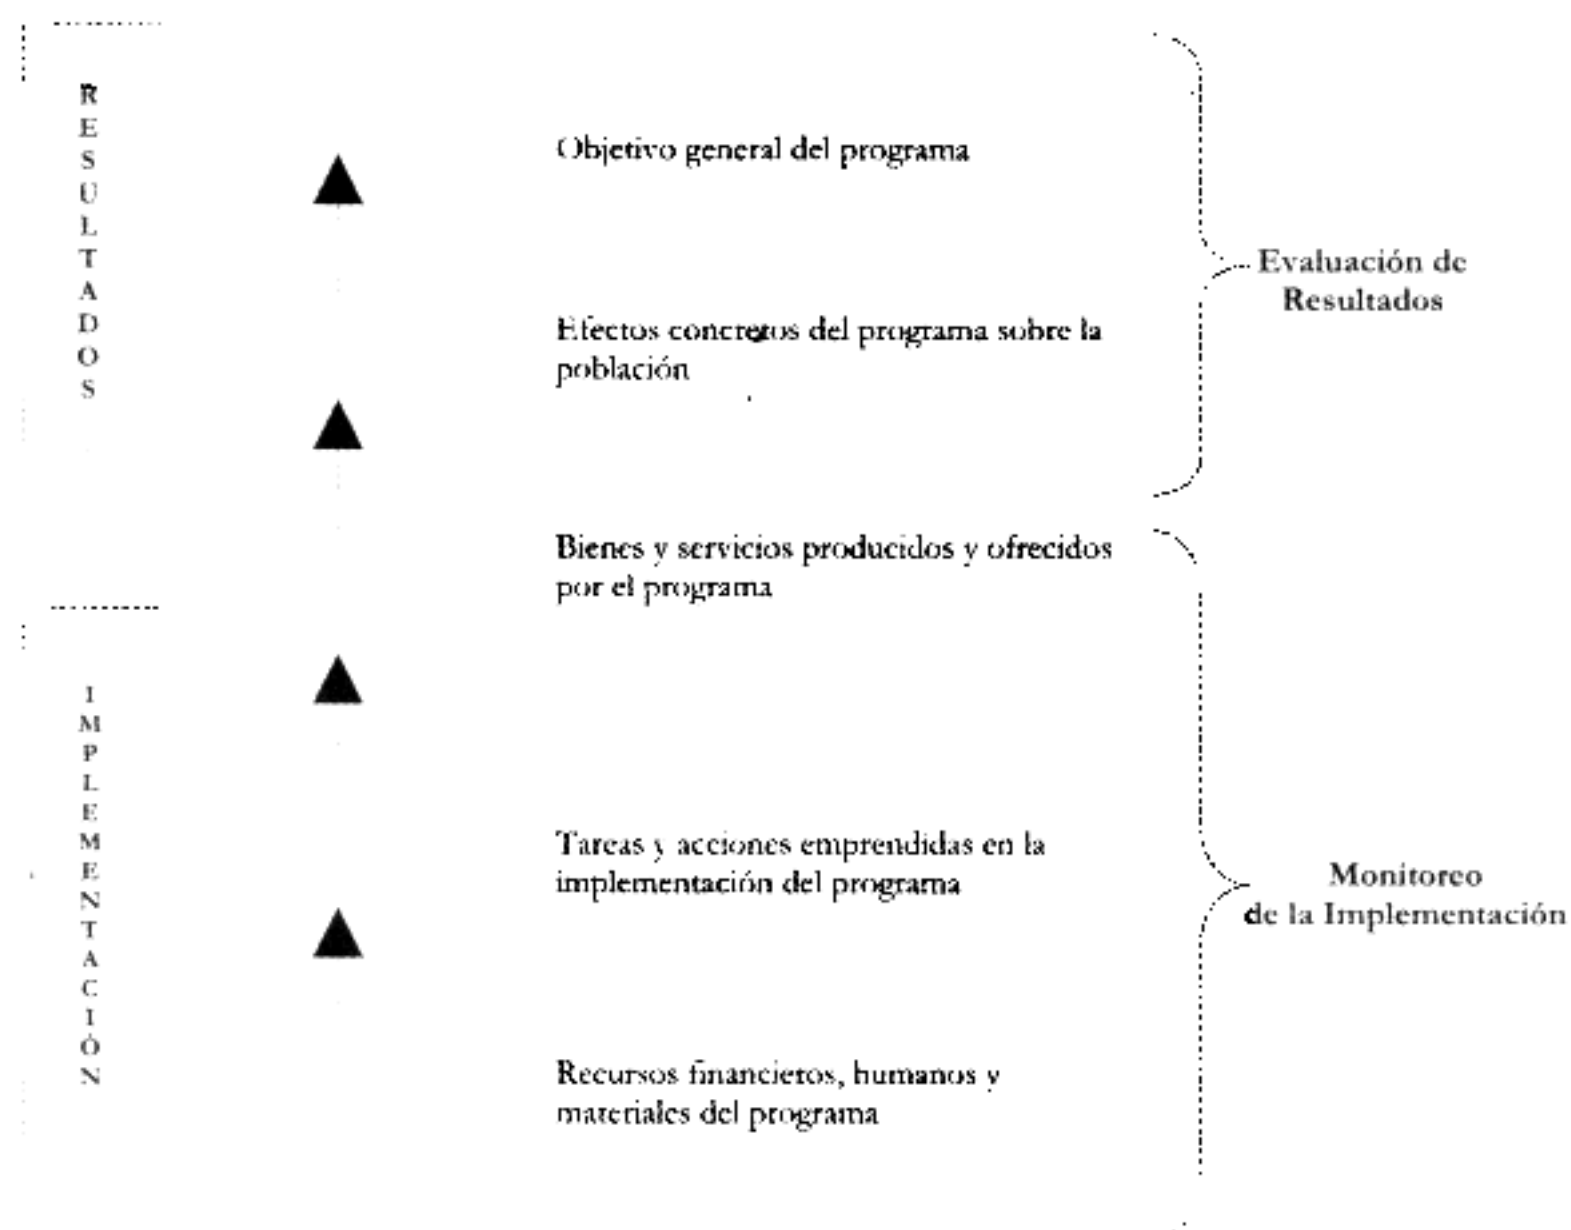 RESULTADOS
Objetivo general del programa
Efectos concretos del programa sobre la
población
Evaluación de
Resultados
Bienes y servicios producidos y ofrecidos
por el programa
IMPLEMENTACIÓN
Tareas y acciones emprendidas en la
implementación del programa
Monitoreo
de la Implementación
Recursos financieros, humanos y
materiales del programa